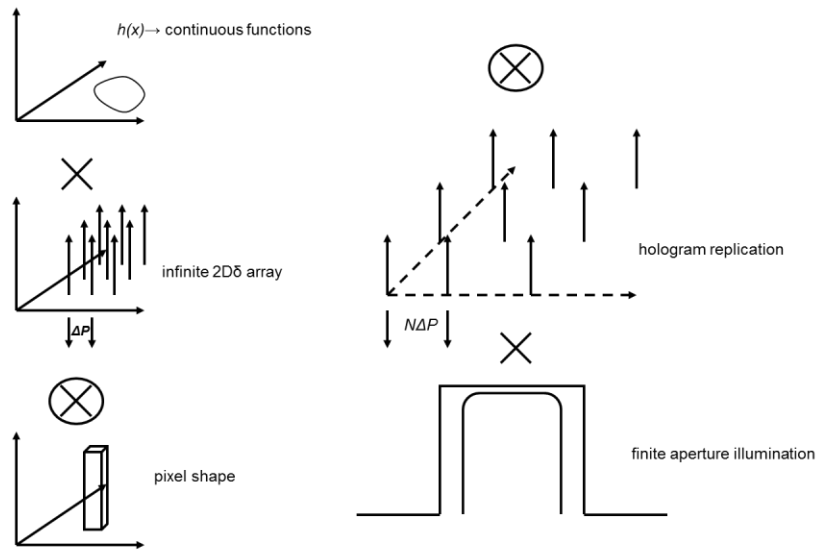 h(x)→ continuous functions
infinite 2Dδ array
ΔP
pixel shape
hologram replication
NΔP
finite aperture illumination